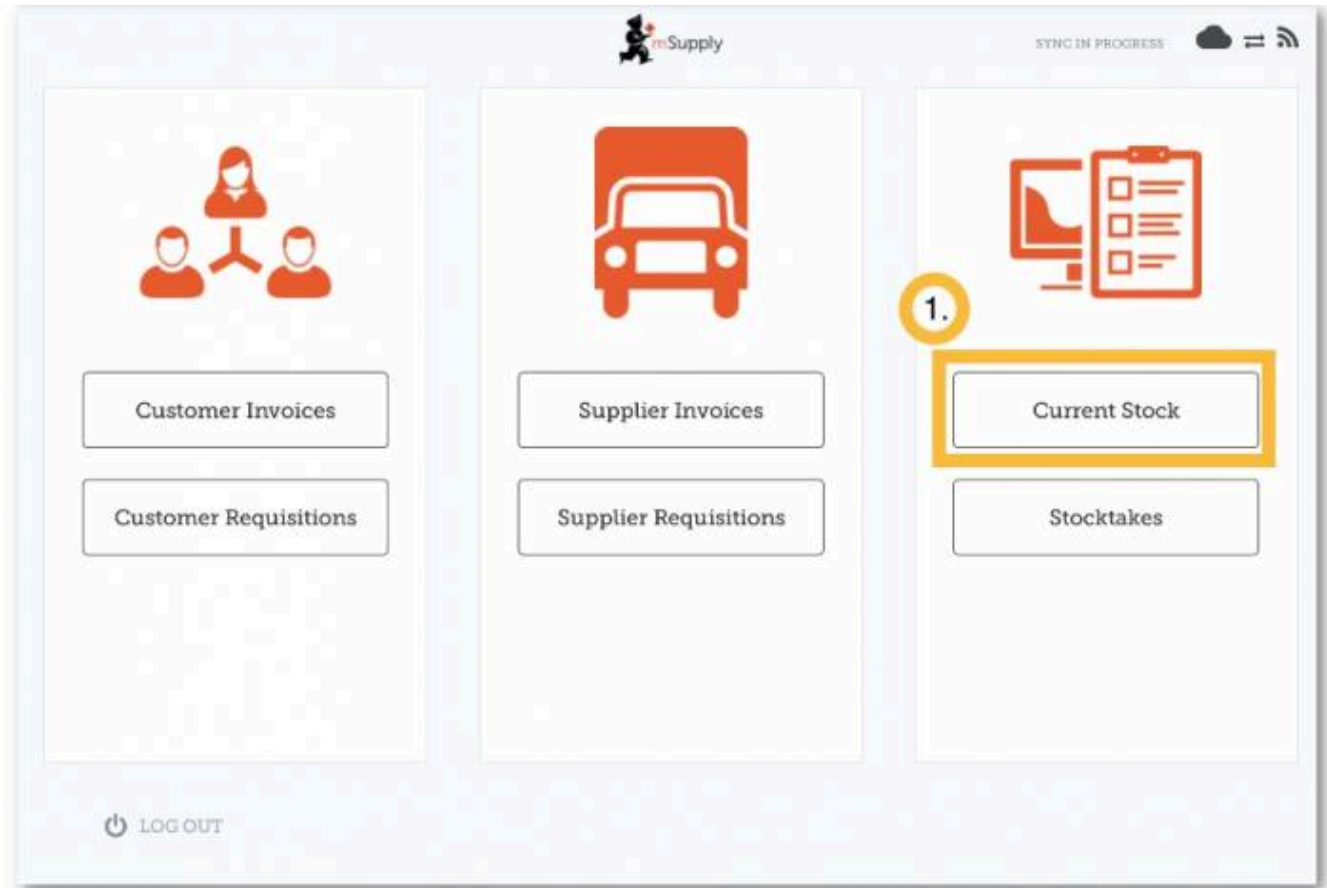 mSupply
SYNC IN PROGRESS
1.
Customer Invoices
Supplier Invoices
Current Stock
Customer Requisitions
Supplier Requisitions
Stocktakes
LOG OUT